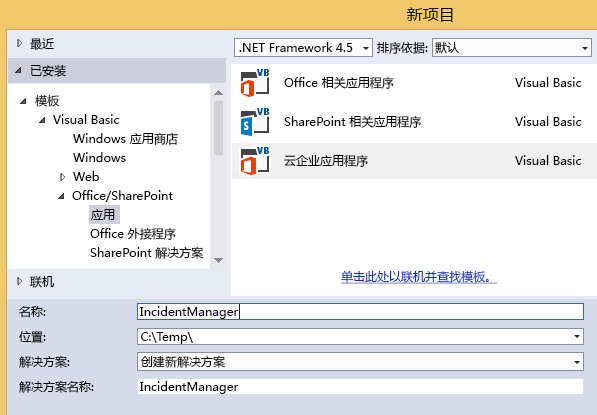 新项目
最近
已安装
模板
Visual Basic
Windows 应用商店
Windows
Web
Office/SharePoint
应用
Office 外接程序
SharePoint 解决方案
联机
.NET Framework 4.5 排序依据: 默认
VB Office 相关应用程序 Visual Basic
VB SharePoint 相关应用程序 Visual Basic
VB 云企业应用程序 Visual Basic
单击此处以联机并查找模板。
名称: IncidentManager
位置: C:\Temp\
解决方案: 创建新解决方案
解决方案名称: IncidentManager